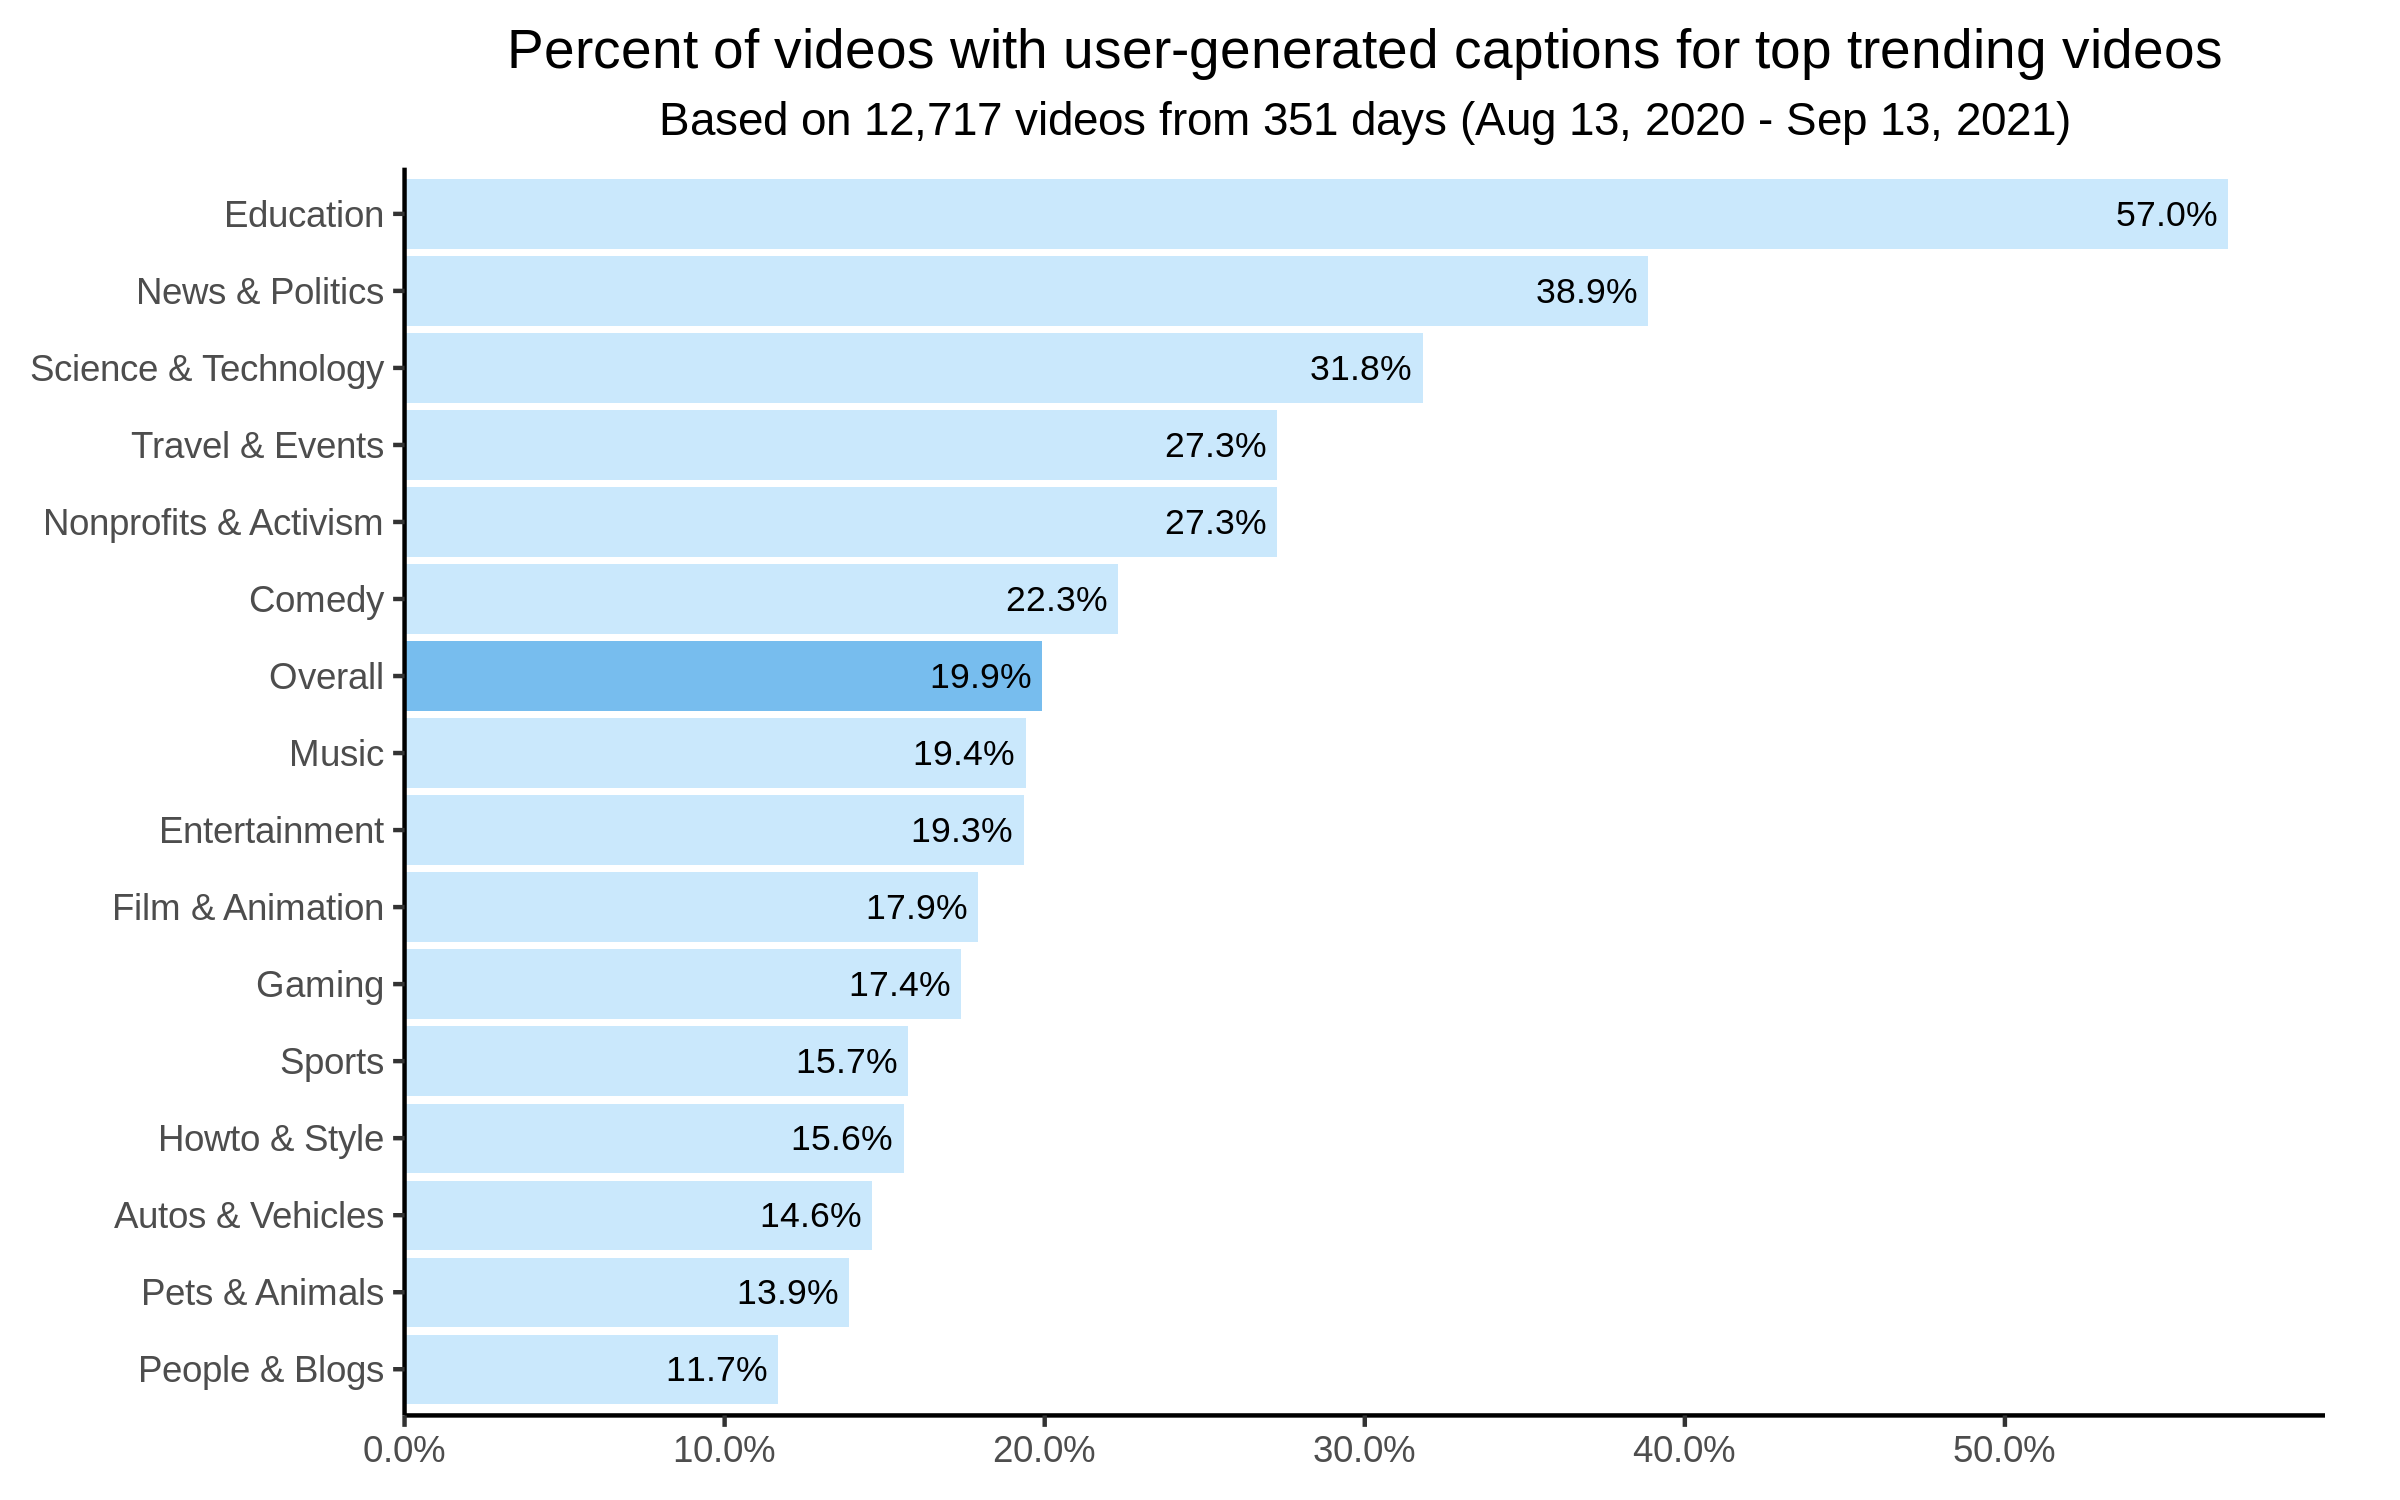 Percent of videos with user-generated captions for top trending videos
Based on 12,717 videos from 351 days (Aug 13, 2020 - Sep 13, 2021)
Education 57.0%
News & Politics 38.9%
Science & Technology 31.8%
Travel & Events 27.3%
Nonprofits & Activism 27.3%
Comedy 22.3%
Overall 19.9%
Music 19.4%
Entertainment 19.3%
Film & Animation 17.9%
Gaming 17.4%
Sports 15.7%
Howto & Style 15.6%
Autos & Vehicles 14.6%
Pets & Animals 13.9%
People & Blogs 11.7%
0.0% 10.0% 20.0% 30.0% 40.0% 50.0%